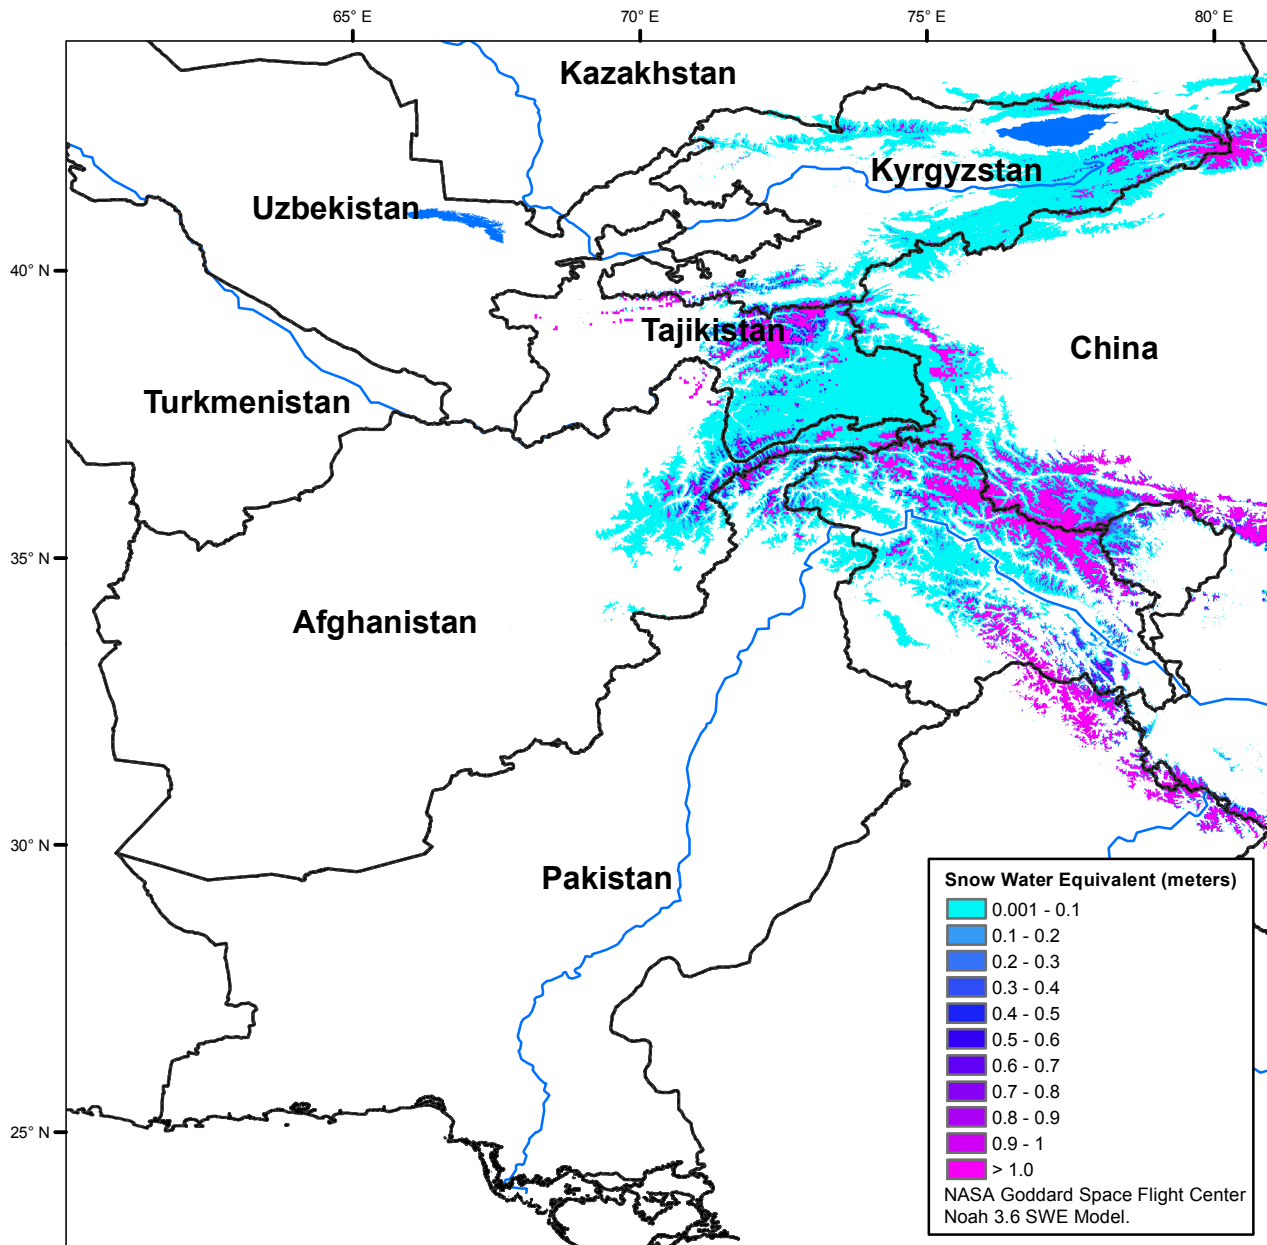 65° E
70° E
75° E
80° E
Kazakhstan
Kyrgyzstan
Uzbekistan
40° N
Tajikistan
China
Turkmenistan
35° N
Afghanistan
30° N
Pakistan
25° N
Snow Water Equivalent (meters)
0.001 - 0.1
0.1 - 0.2
0.2 - 0.3
0.3 - 0.4
0.4 - 0.5
0.5 - 0.6
0.6 - 0.7
0.7 - 0.8
0.8 - 0.9
0.9 - 1
> 1.0
NASA Goddard Space Flight Center
Noah 3.6 SWE Model.